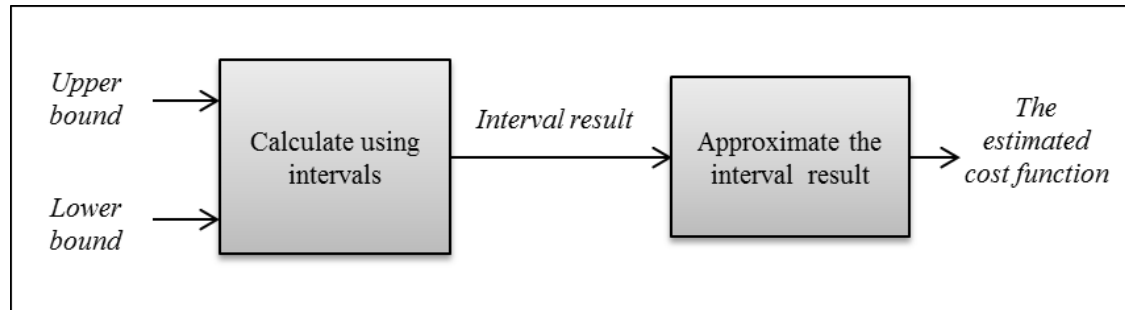 Upper
bound
Lower
bound
Calculate using
intervals
Interval result
Approximate the
interval result
The
estimated
cost function